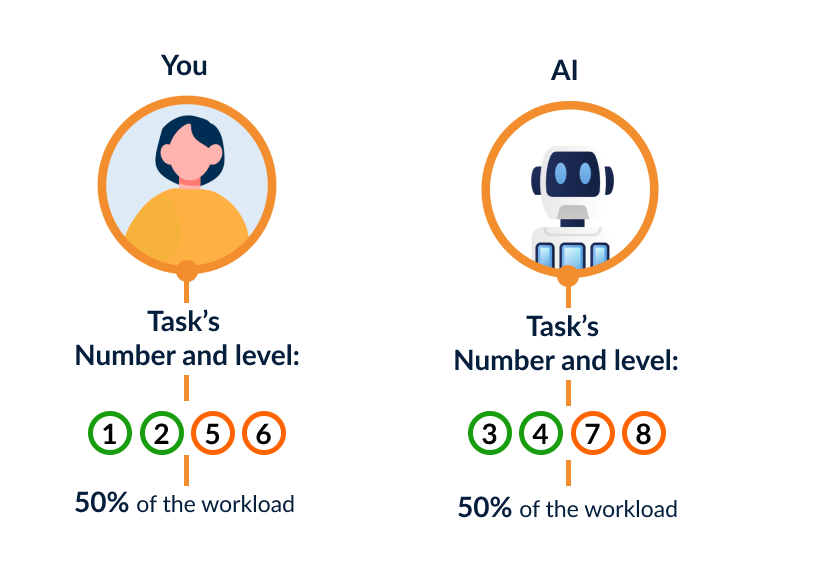 You
Task’s
Number and level:
1 2 5 6
50% of the workload
AI
Task’s
Number and level:
3 4 7 8
50% of the workload